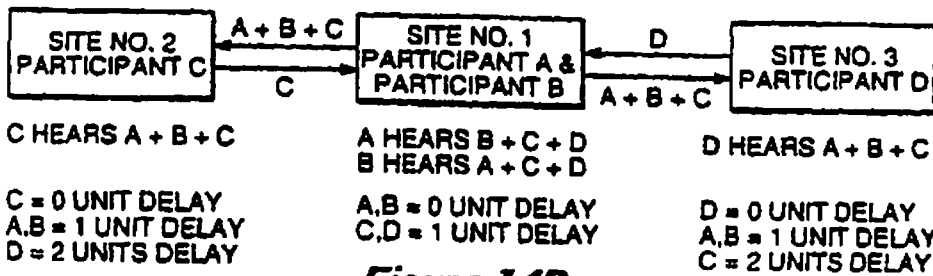 SITE NO. 2
PARTICIPANT C
A + B + C
C
SITE NO. 1
PARTICIPANT A &
PARTICIPANT B
D
A + B + C
SITE NO. 3
PARTICIPANT D
C HEARS A + B + C
A HEARS B + C + D
B HEARS A + C + D
D HEARS A + B + C
C = 0 UNIT DELAY
A,B = 1 UNIT DELAY
D = 2 UNITS DELAY
A,B = 0 UNIT DELAY
C,D = 1 UNIT DELAY
D = 0 UNIT DELAY
A,B = 1 UNIT DELAY
C = 2 UNITS DELAY